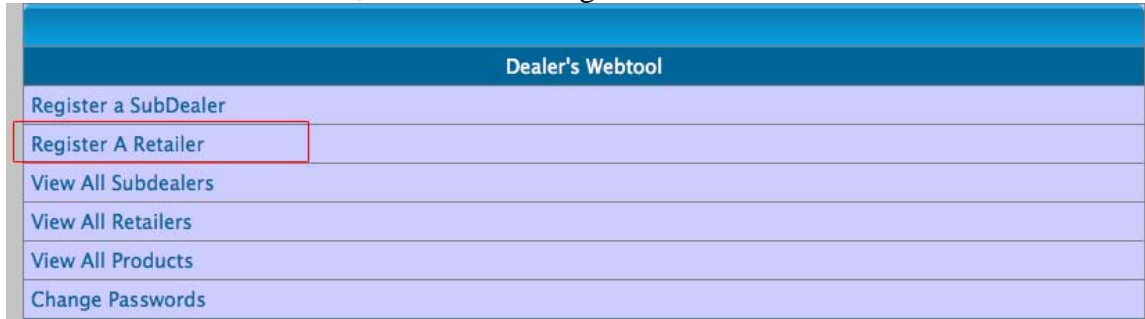 Dealer's Webtool
Register a SubDealer
Register A Retailer
View All Subdealers
View All Retailers
View All Products
Change Passwords